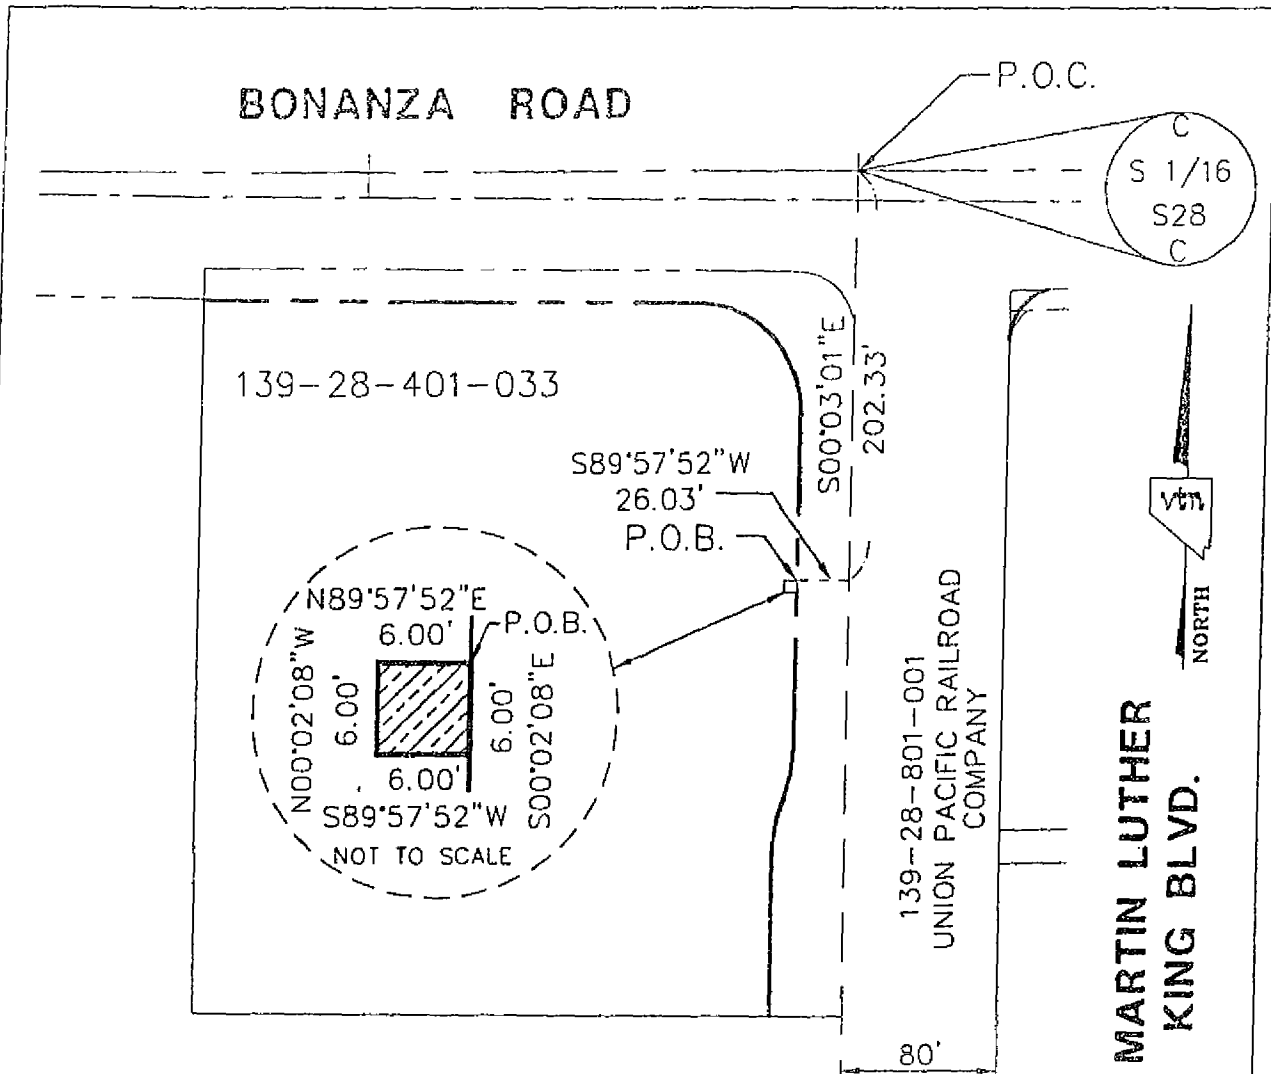 P.O.C.
BONANZA ROAD
C
S 1/16
S28
C
S00°03'01"E
202.33'
139-28-401-033
S89°57'52"W
26.03'
P.O.B.
vtn
NORTH
N89°57'52"E
6.00'
P.O.B.
N00°02'08"W
6.00'
6.00'
S00°02'08"E
6.00'
S89°57'52"W
NOT TO SCALE
139-28-801-001
UNION PACIFIC RAILROAD
COMPANY
MARTIN LUTHER
KING BLVD.
80'